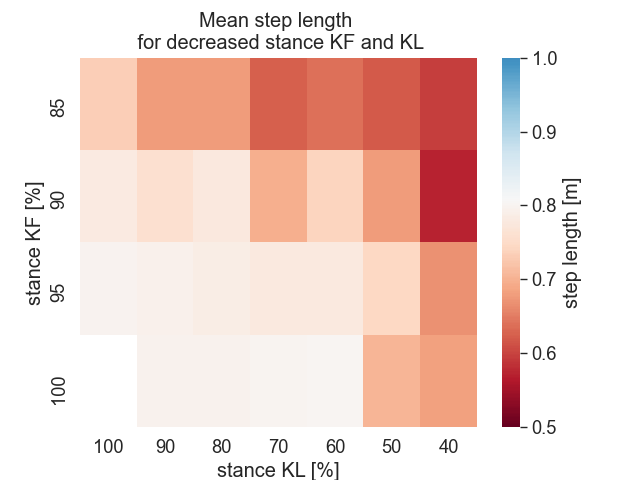 Mean step length
for decreased stance KF and KL
stance KF [%]
85
90
95
100
100 90 80 70 60 50 40
stance KL [%]
1.0
0.9
0.8
0.7
0.6
0.5
step length [m]